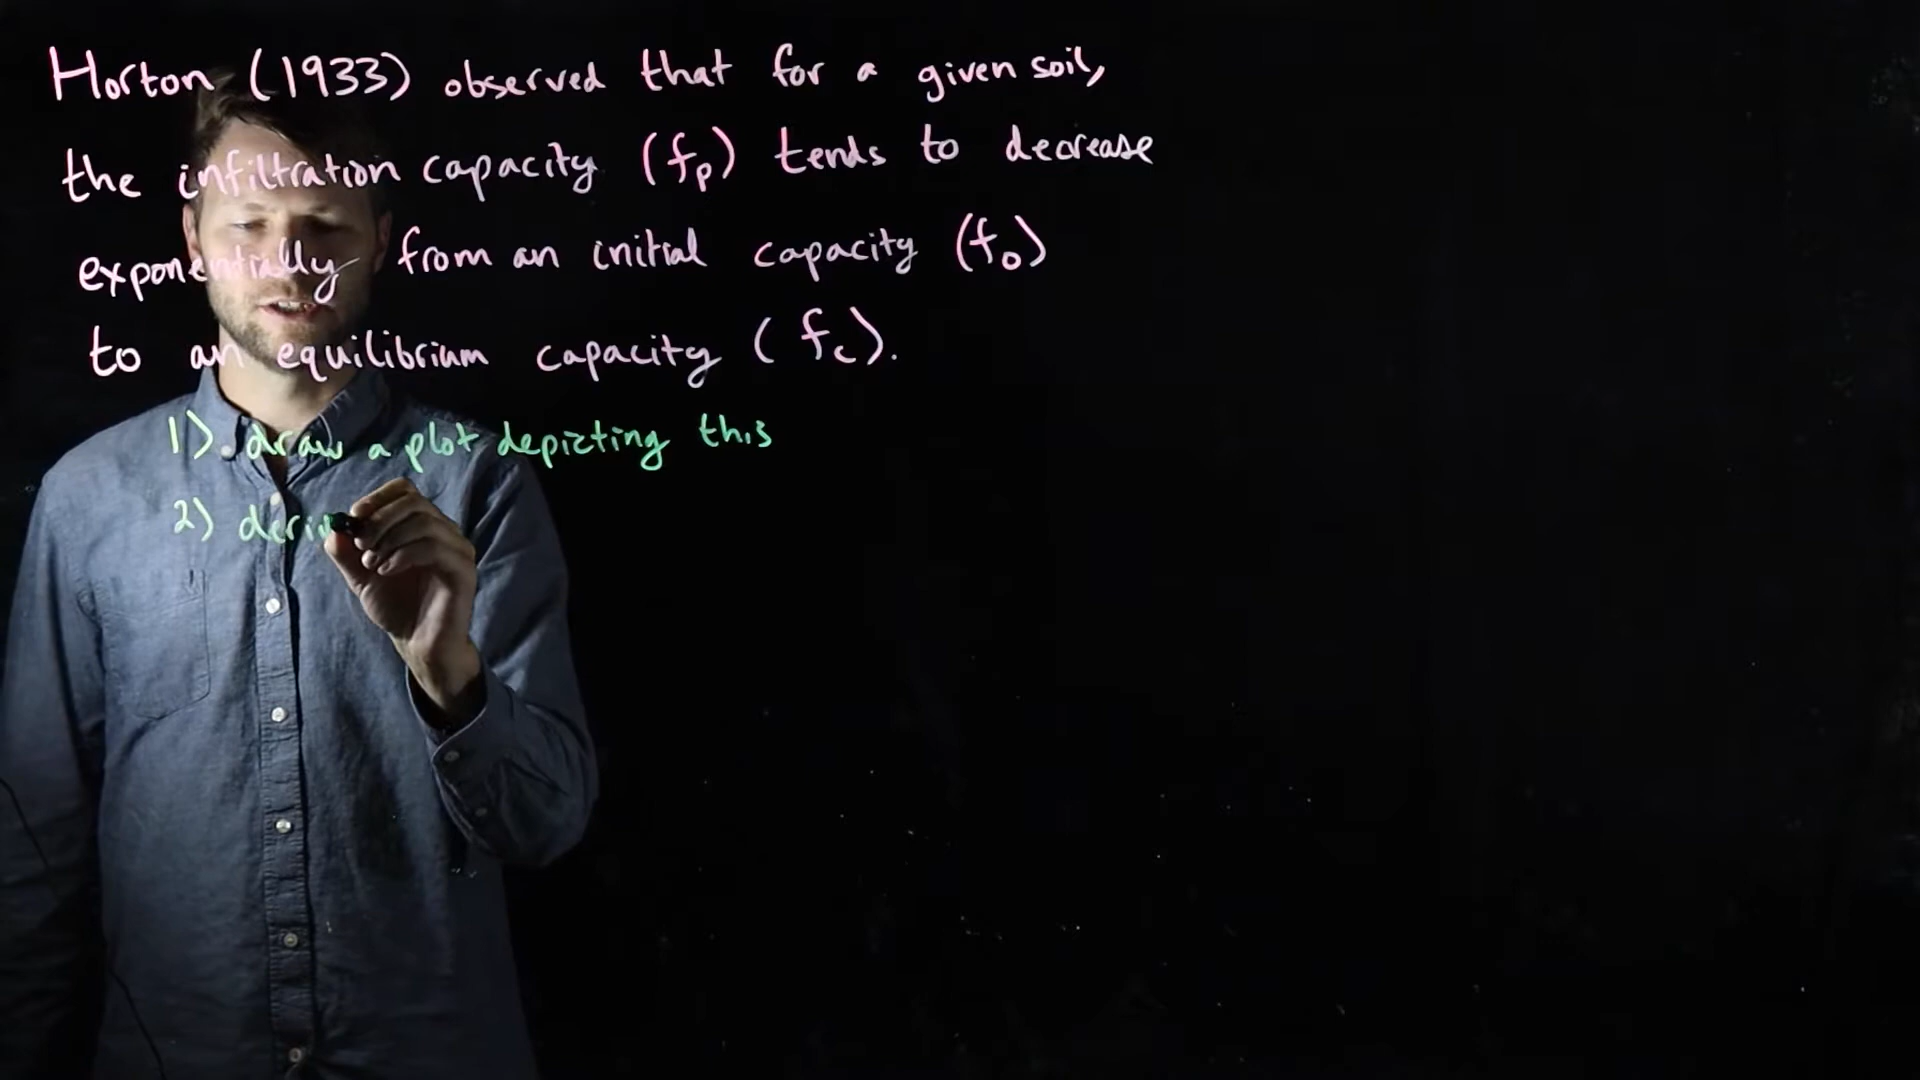 Horton (1933) observed that for a given soil,
the infiltration capacity (fp) tends to decrease
exponentially from an initial capacity (fo)
to an equilibrium capacity (fc).
1). draw a plot depicting this
2)